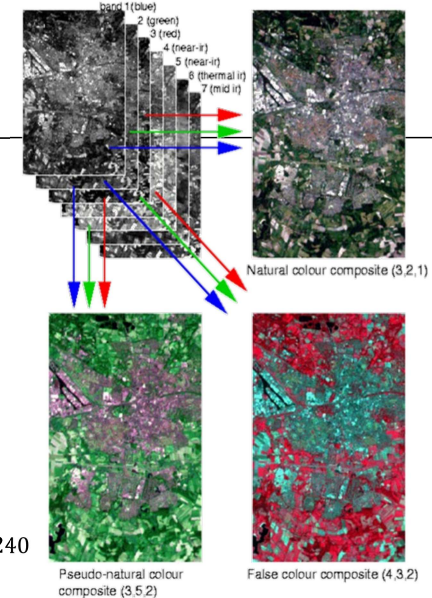 band 1(blue)
2 (green)
3 (red)
4 (near-ir)
5 (near-ir)
6 (thermal ir)
7 (mid ir)
Natural colour composite (3,2,1)
240
Pseudo-natural colour
composite (3,5,2)
False colour composite (4,3,2)